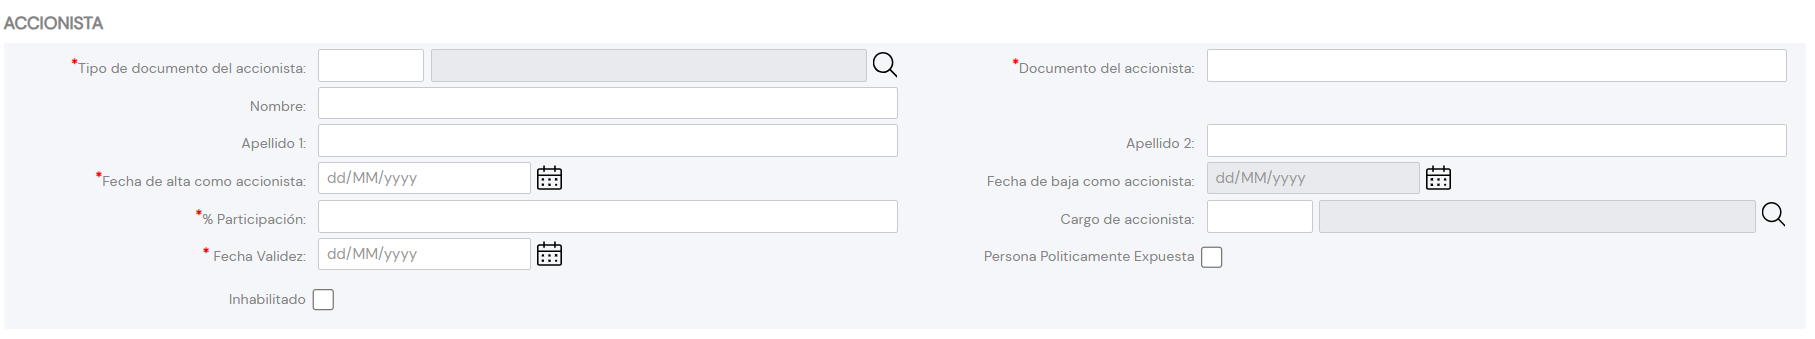 ACCIONISTA
*Tipo de documento del accionista: *Documento del accionista:
Nombre:
Apellido 1: Apellido 2:
*Fecha de alta como accionista: dd/MM/yyyy Fecha de baja como accionista: dd/MM/yyyy
*% Participación: Cargo de accionista:
* Fecha Validez: dd/MM/yyyy Persona Politicamente Expuesta
Inhabilitado